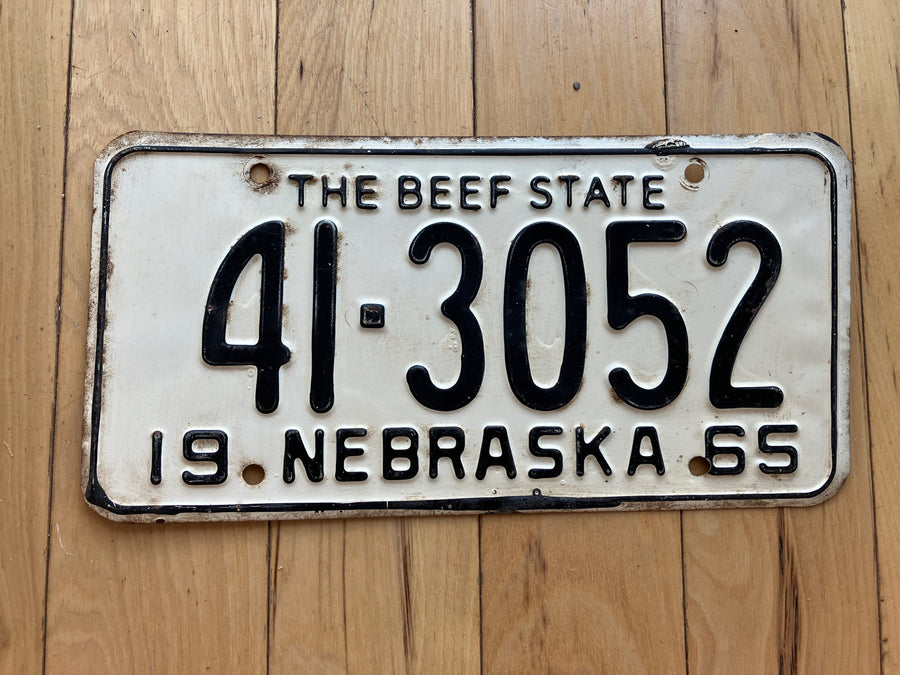 THE BEEF STATE
41-3052
19 NEBRASKA 65